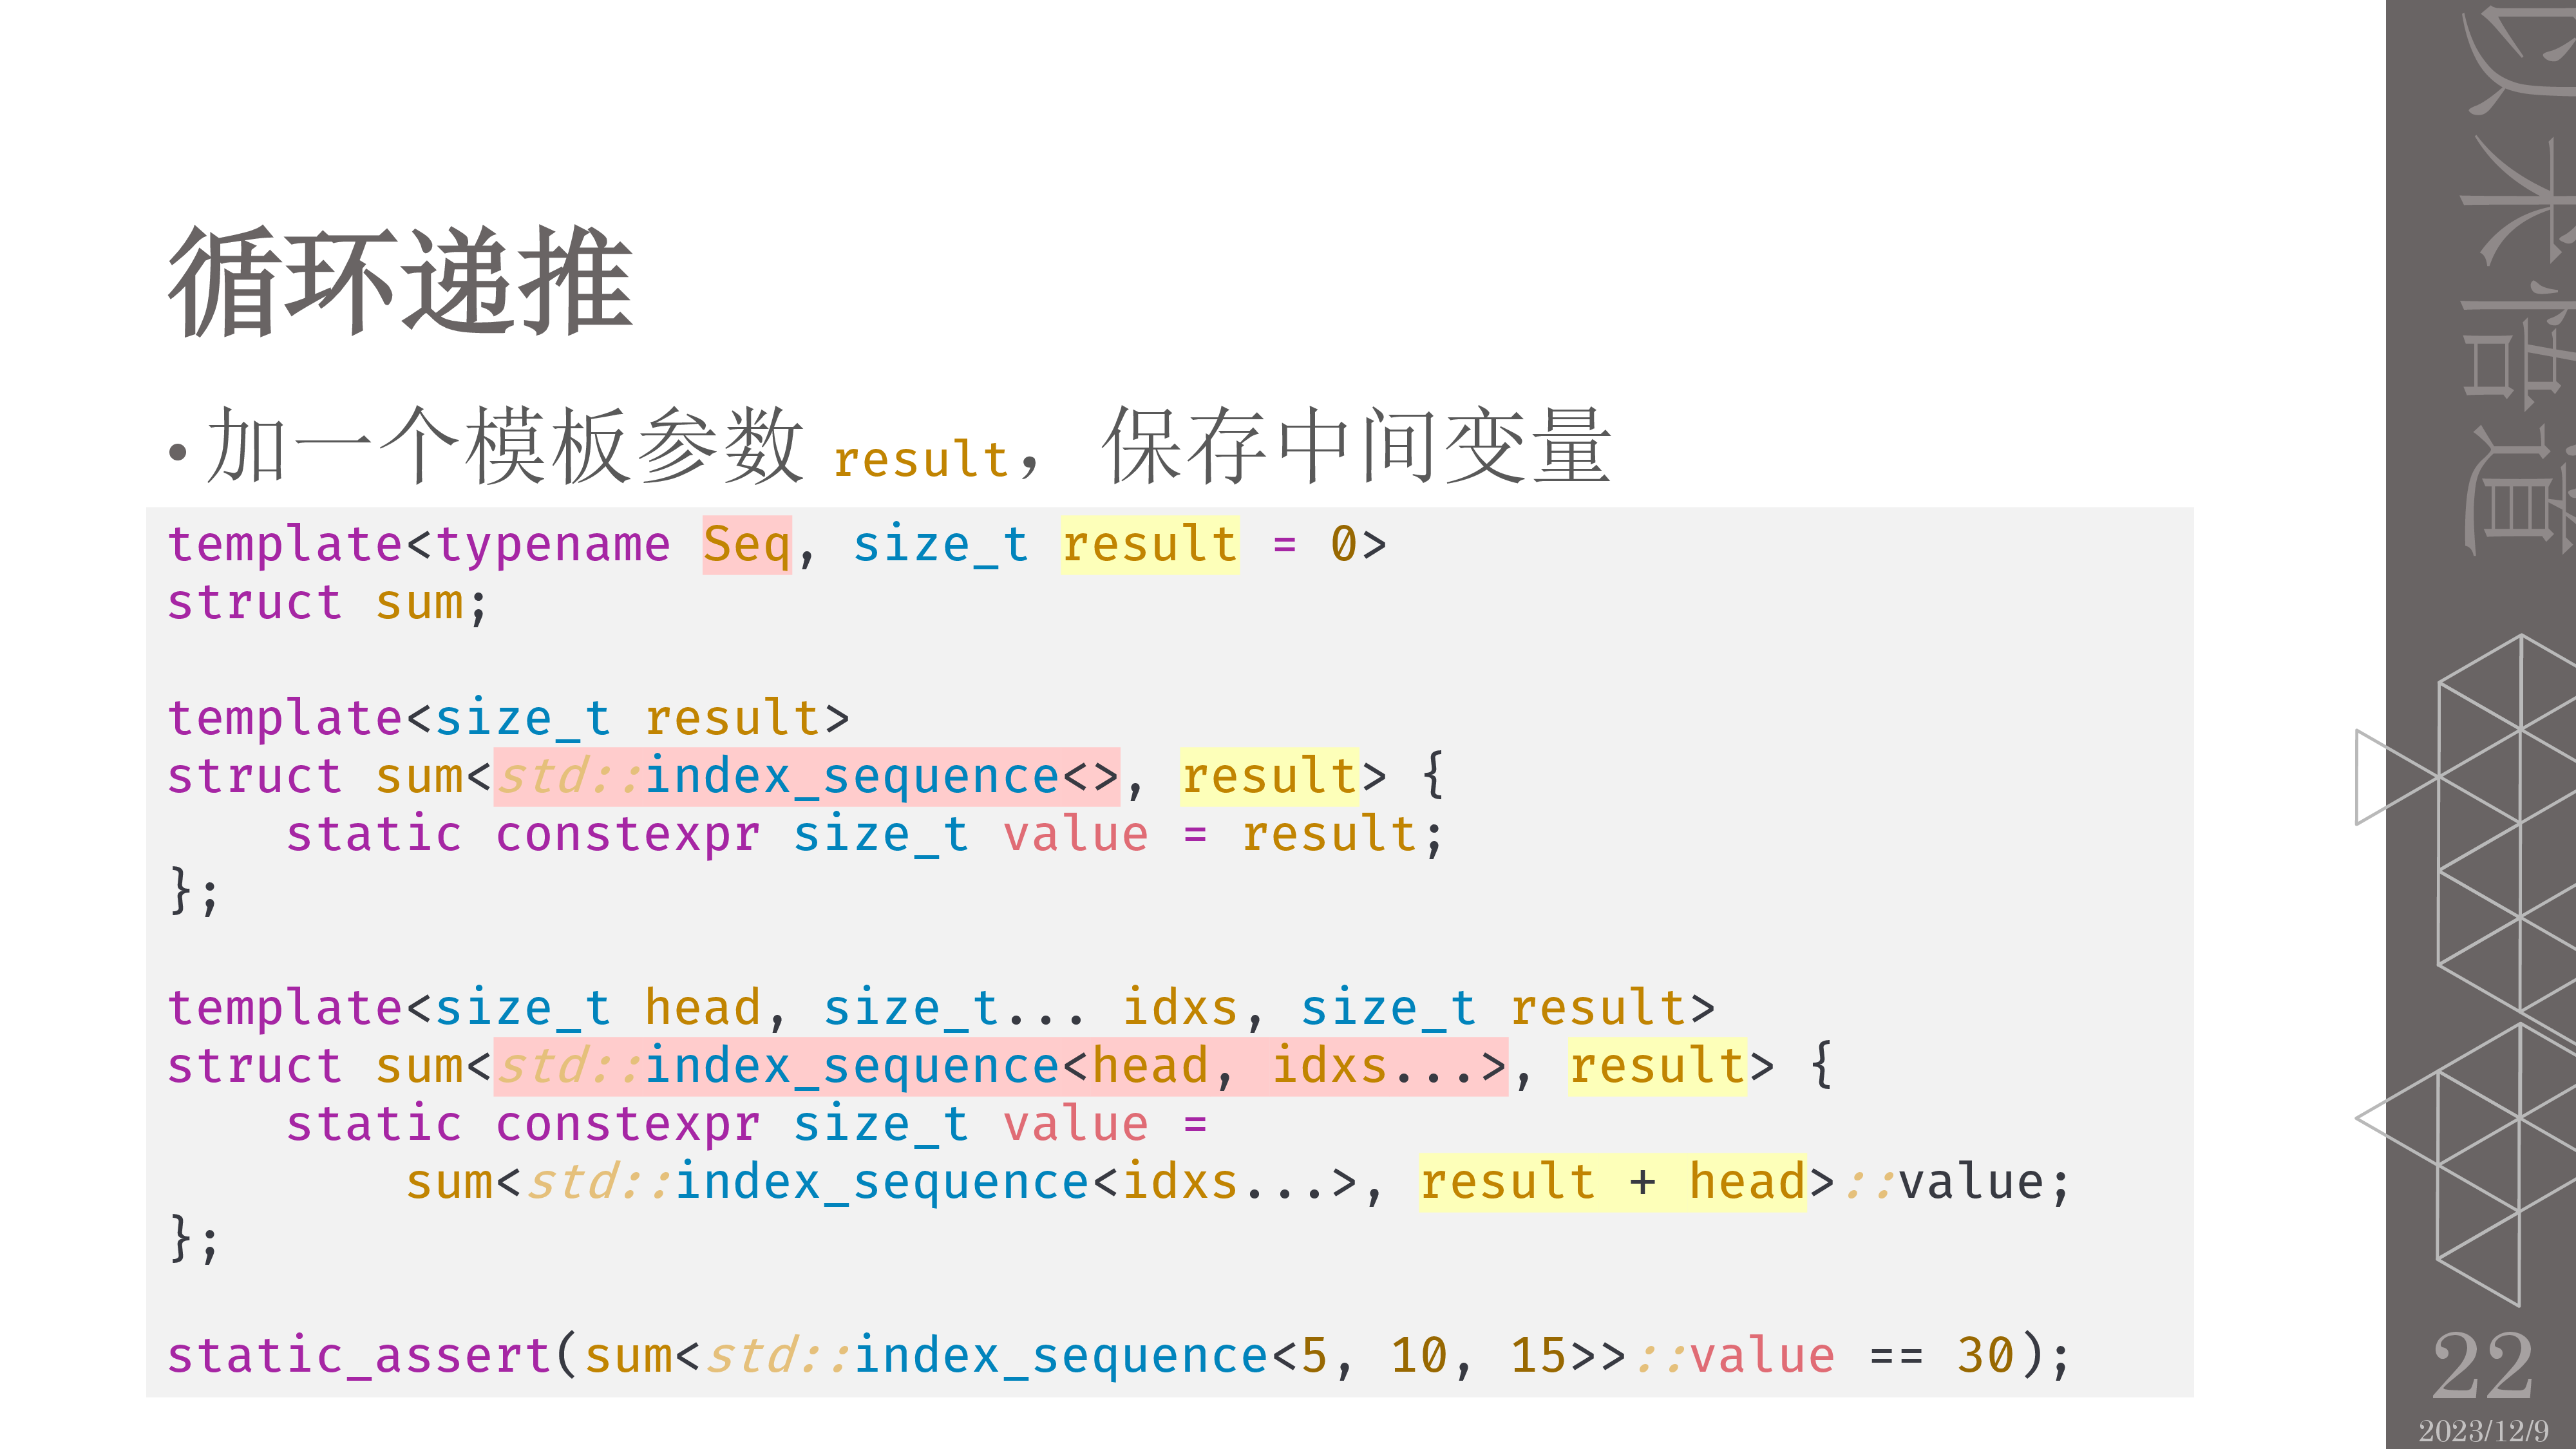 循环递推
• 加一个模板参数 result，保存中间变量
template<typename Seq, size_t result = 0>
struct sum;
template<size_t result>
struct sum<std::index_sequence<>, result> {
    static constexpr size_t value = result;
};
template<size_t head, size_t... idxs, size_t result>
struct sum<std::index_sequence<head, idxs...>, result> {
    static constexpr size_t value =
        sum<std::index_sequence<idxs...>, result + head>::value;
};
static_assert(sum<std::index_sequence<5, 10, 15>>::value == 30);
以术悟道
22
2023/12/9